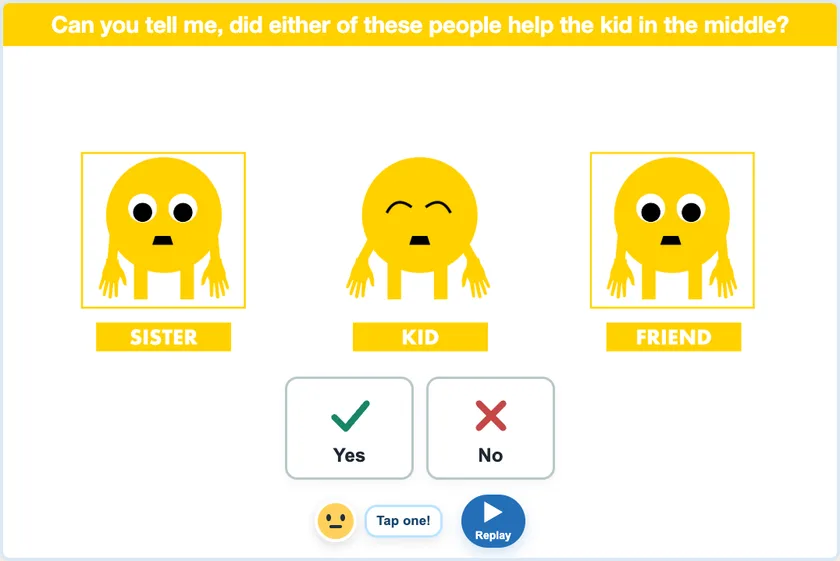 Can you tell me, did either of these people help the kid in the middle?
SISTER
KID
FRIEND
Yes
No
Tap one!
Replay